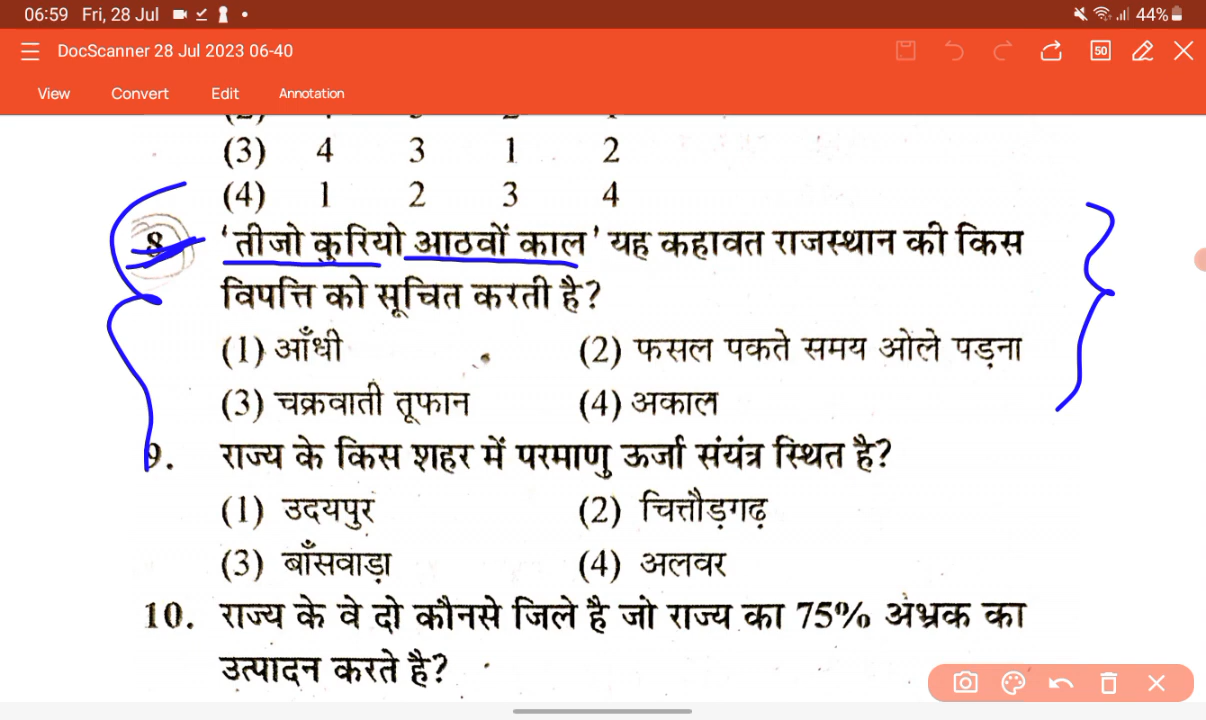 06:59 Fri, 28 Jul 44%
DocScanner 28 Jul 2023 06-40 50
View Convert Edit Annotation
(3) 4 3 1 2
(4) 1 2 3 4
8. 'तीजो कुरियो आठवों काल' यह कहावत राजस्थान की किस
विपत्ति को सूचित करती है?
(1) आँधी (2) फसल पकते समय ओले पड़ना
(3) चक्रवाती तूफान (4) अकाल
9. राज्य के किस शहर में परमाणु ऊर्जा संयंत्र स्थित है?
(1) उदयपुर (2) चित्तौड़गढ़
(3) बाँसवाड़ा (4) अलवर
10. राज्य के वे दो कौनसे जिले है जो राज्य का 75% अंभ्रक का
उत्पादन करते है?